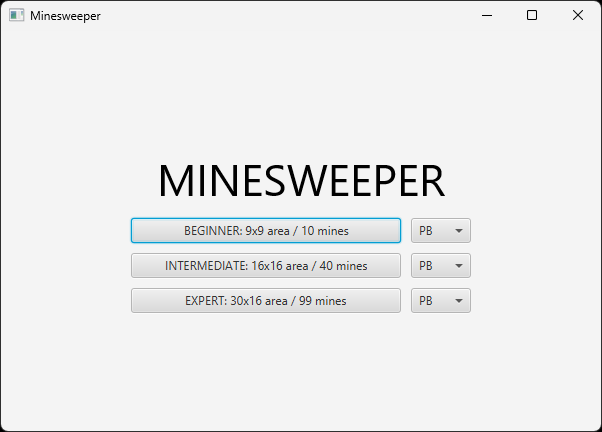 Minesweeper
MINESWEEPER
BEGINNER: 9x9 area / 10 mines PB
INTERMEDIATE: 16x16 area / 40 mines PB
EXPERT: 30x16 area / 99 mines PB